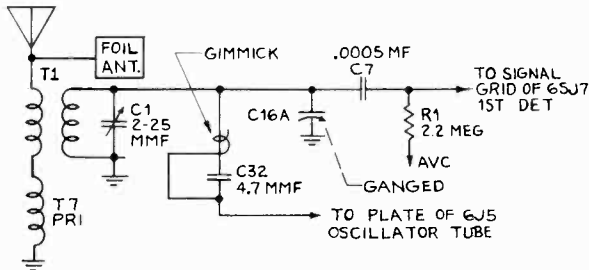 FOIL
ANT.
T1
GIMMICK
.0005 MF
C7
TO SIGNAL
GRID OF 6SJ7
1ST DET
C1
2-25
MMF
C16A
R1
2.2 MEG
AVC
GANGED
C32
4.7 MMF
T7
PRI
TO PLATE OF 6J5
OSCILLATOR TUBE